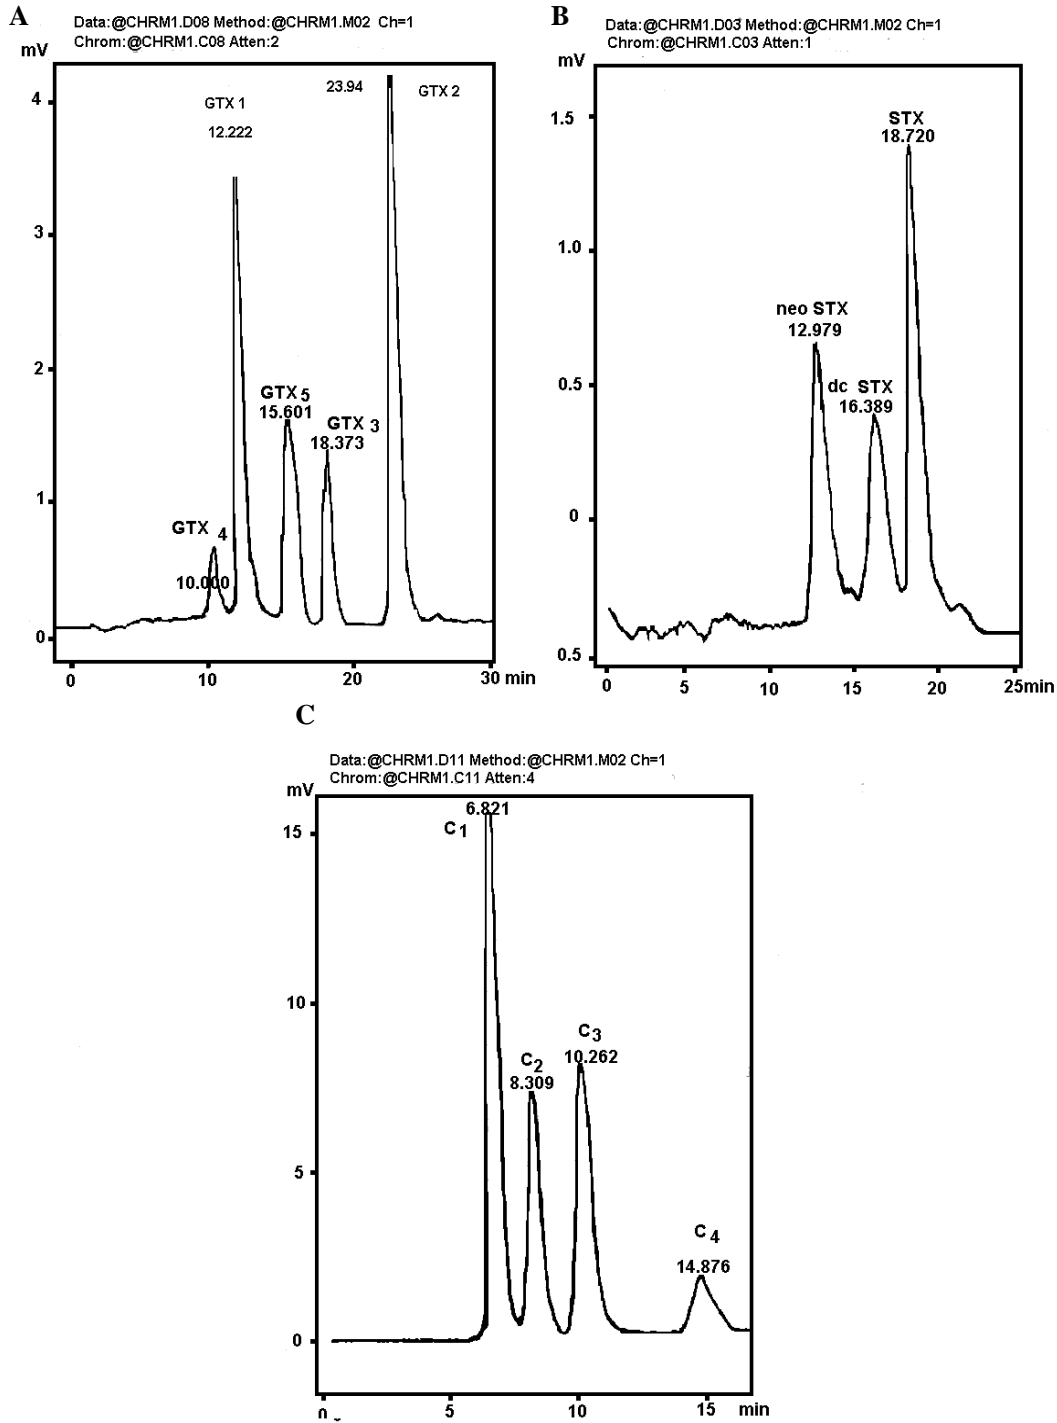 A
Data:@CHRM1.D08 Method:@CHRM1.M02 Ch=1
Chrom:@CHRM1.C08 Atten:2
mV
4
3
2
1
0
GTX 1
12.222
23.94
GTX 2
GTX 5
15.601
GTX 3
18.373
GTX 4
10.000
0
10
20
30 min
B
Data:@CHRM1.D03 Method:@CHRM1.M02 Ch=1
Chrom:@CHRM1.C03 Atten:1
mV
1.5
1.0
0.5
0
0.5
STX
18.720
neo STX
12.979
dc STX
16.389
0
5
10
15
20
25min
C
Data:@CHRM1.D11 Method:@CHRM1.M02 Ch=1
Chrom:@CHRM1.C11 Atten:4
mV
15
10
5
0
6.821
C1
C2
8.309
C3
10.262
C4
14.876
5
10
15
min